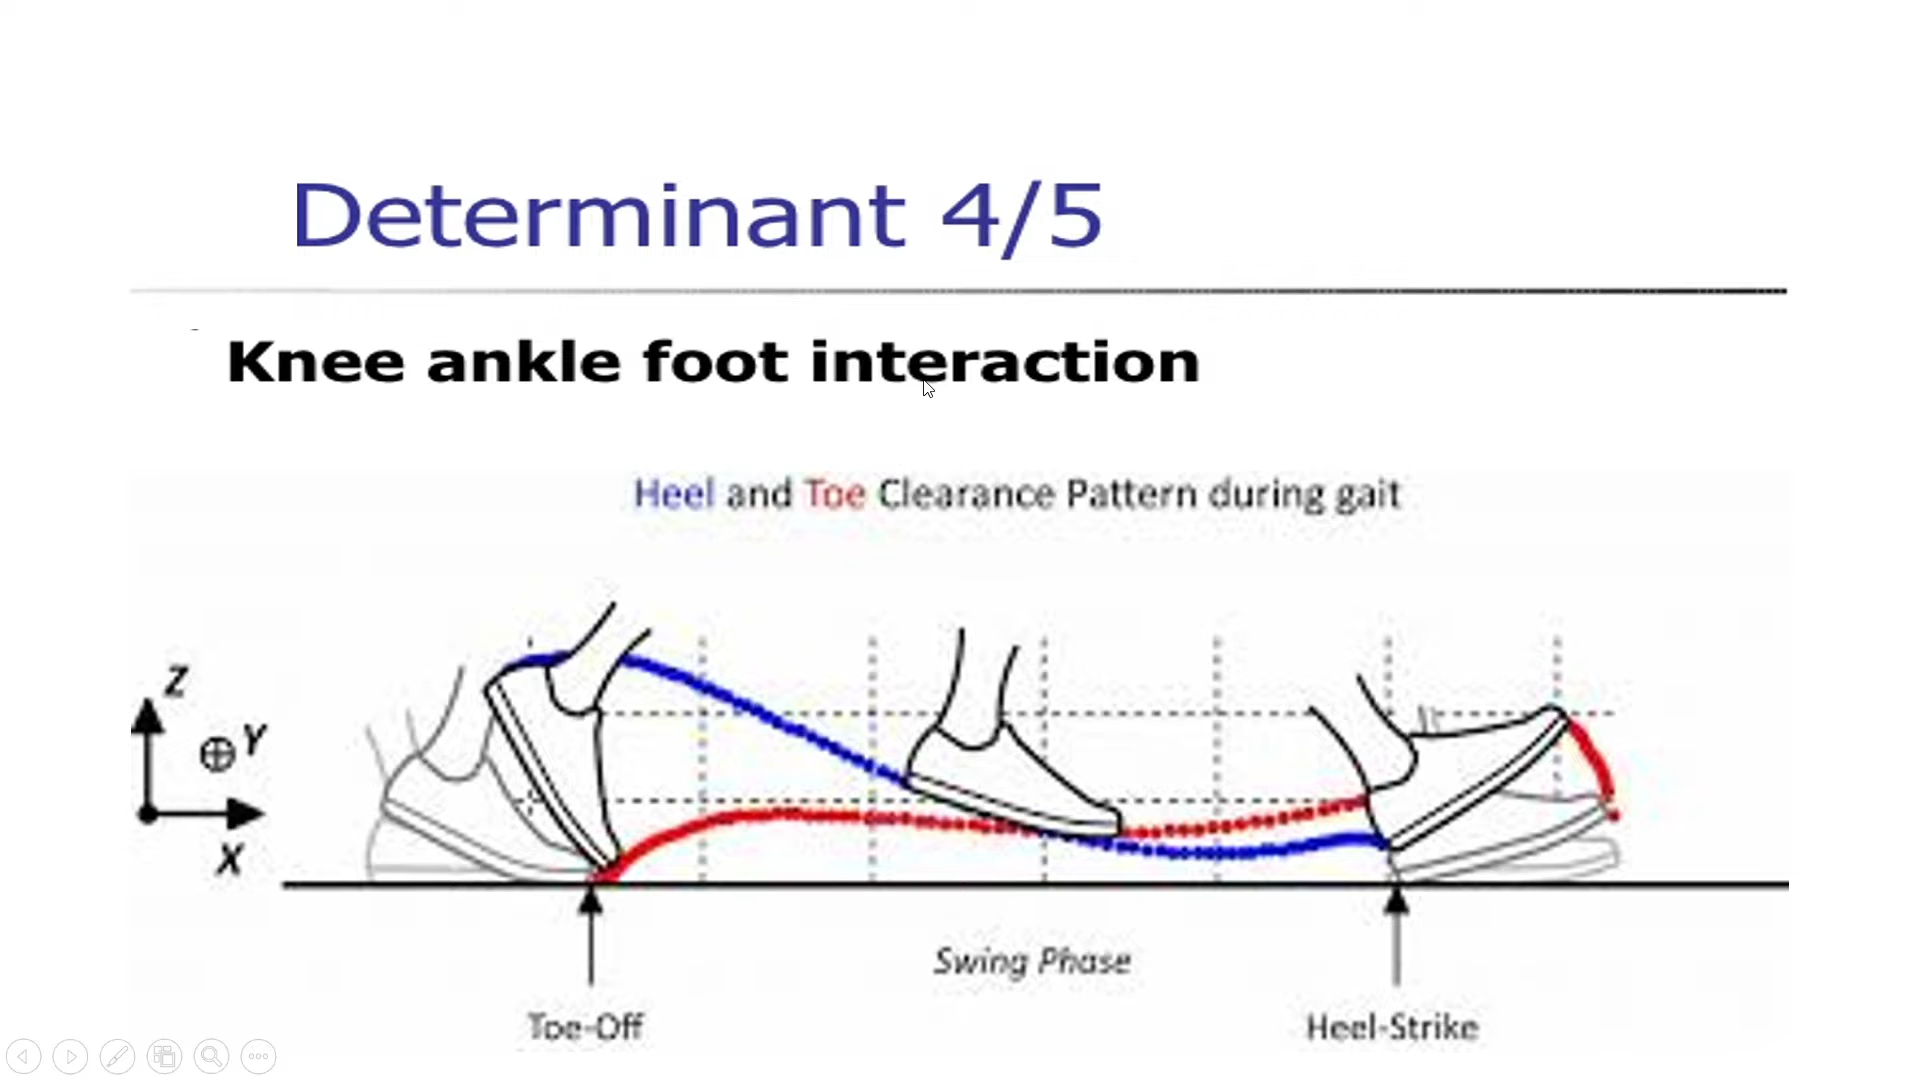 Determinant 4/5
Knee ankle foot interaction
Heel and Toe Clearance Pattern during gait
Z
Y
X
Swing Phase
Toe-Off
Heel-Strike